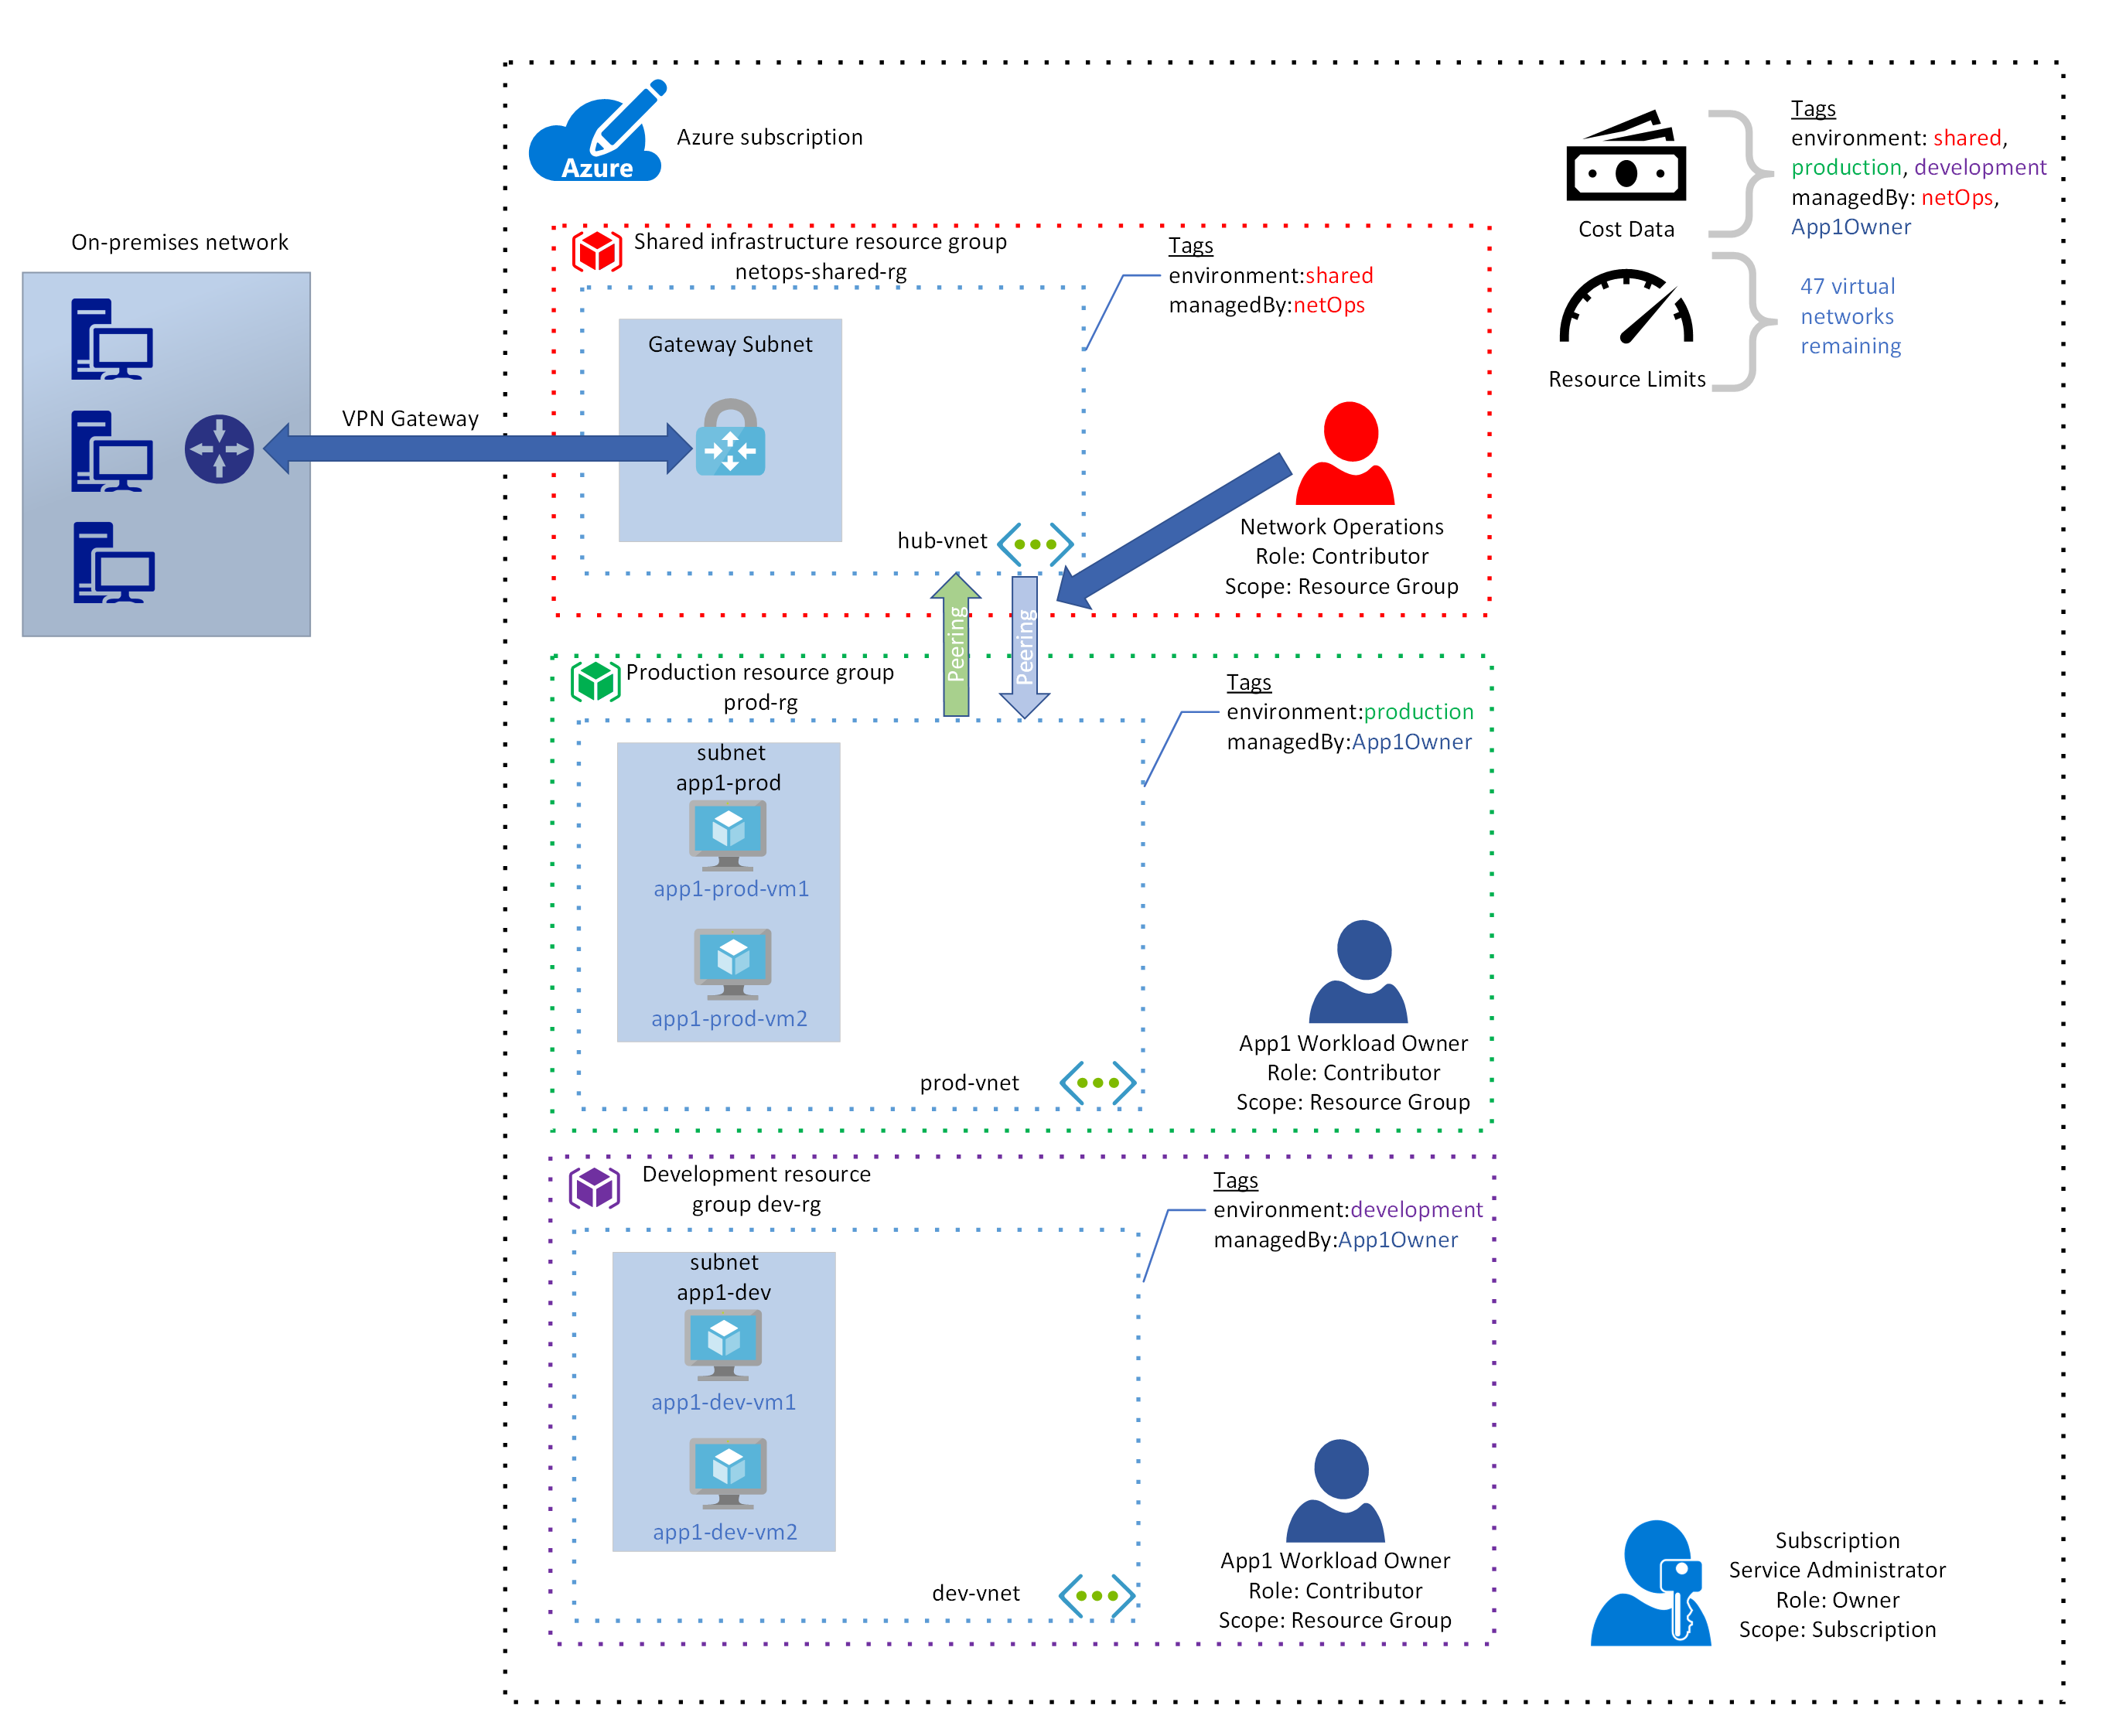 Azure
Azure subscription
Tags
environment: shared,
production, development
managedBy: netOps,
App1Owner
Cost Data
47 virtual
networks
remaining
Resource Limits
On-premises network
VPN Gateway
Shared infrastructure resource group
netops-shared-rg
Tags
environment:shared
managedBy:netOps
Gateway Subnet
hub-vnet
Network Operations
Role: Contributor
Scope: Resource Group
Peering
Peering
Production resource group
prod-rg
Tags
environment:production
managedBy:App1Owner
subnet
app1-prod
app1-prod-vm1
app1-prod-vm2
prod-vnet
App1 Workload Owner
Role: Contributor
Scope: Resource Group
Development resource
group dev-rg
Tags
environment:development
managedBy:App1Owner
subnet
app1-dev
app1-dev-vm1
app1-dev-vm2
dev-vnet
App1 Workload Owner
Role: Contributor
Scope: Resource Group
Subscription
Service Administrator
Role: Owner
Scope: Subscription